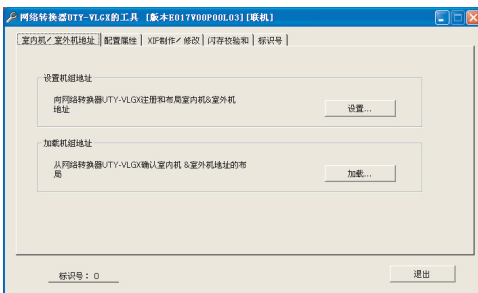 网络转换器UTY-VLGX的工具 [版本E017V00P00L03][联机]
室内机／室外机地址 配置属性 XIF制作／修改 闪存校验和 标识号
设置机组地址
向网络转换器UTY-VLGX注册和布局室内机&室外机
地址
设置...
加载机组地址
从网络转换器UTY-VLGX确认室内机 &室外机地址的布
局
加载...
标识号: 0
退出